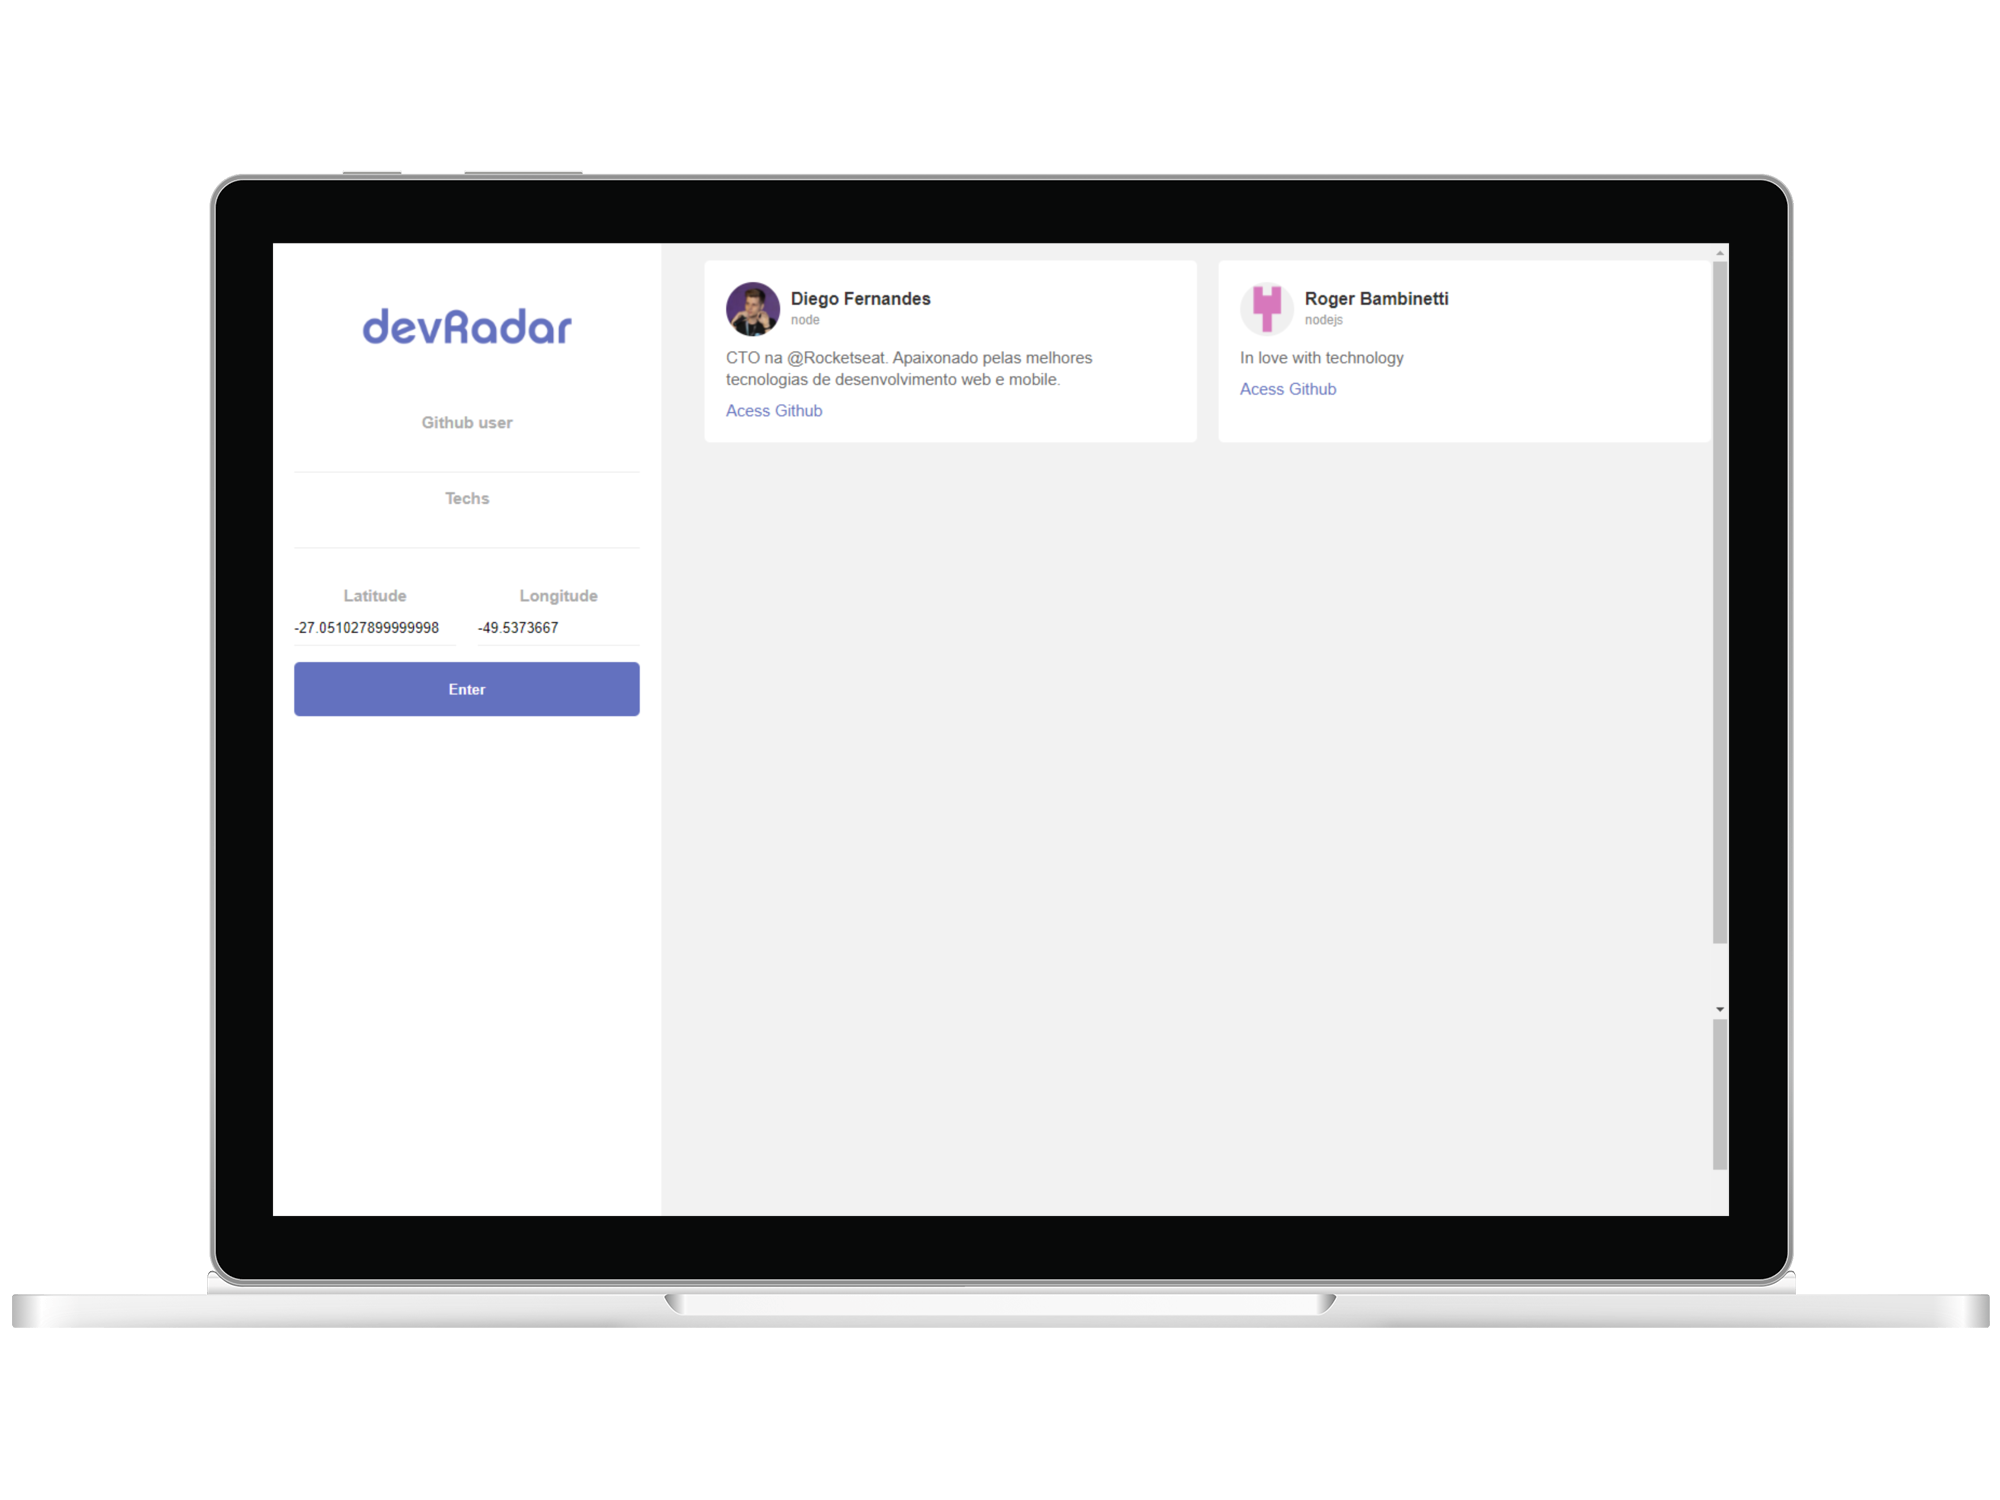 devRadar
Github user
Techs
Latitude
Longitude
-27.051027899999998
-49.5373667
Enter
Diego Fernandes
node
CTO na @Rocketseat. Apaixonado pelas melhores
tecnologias de desenvolvimento web e mobile.
Acess Github
Roger Bambinetti
nodejs
In love with technology
Acess Github